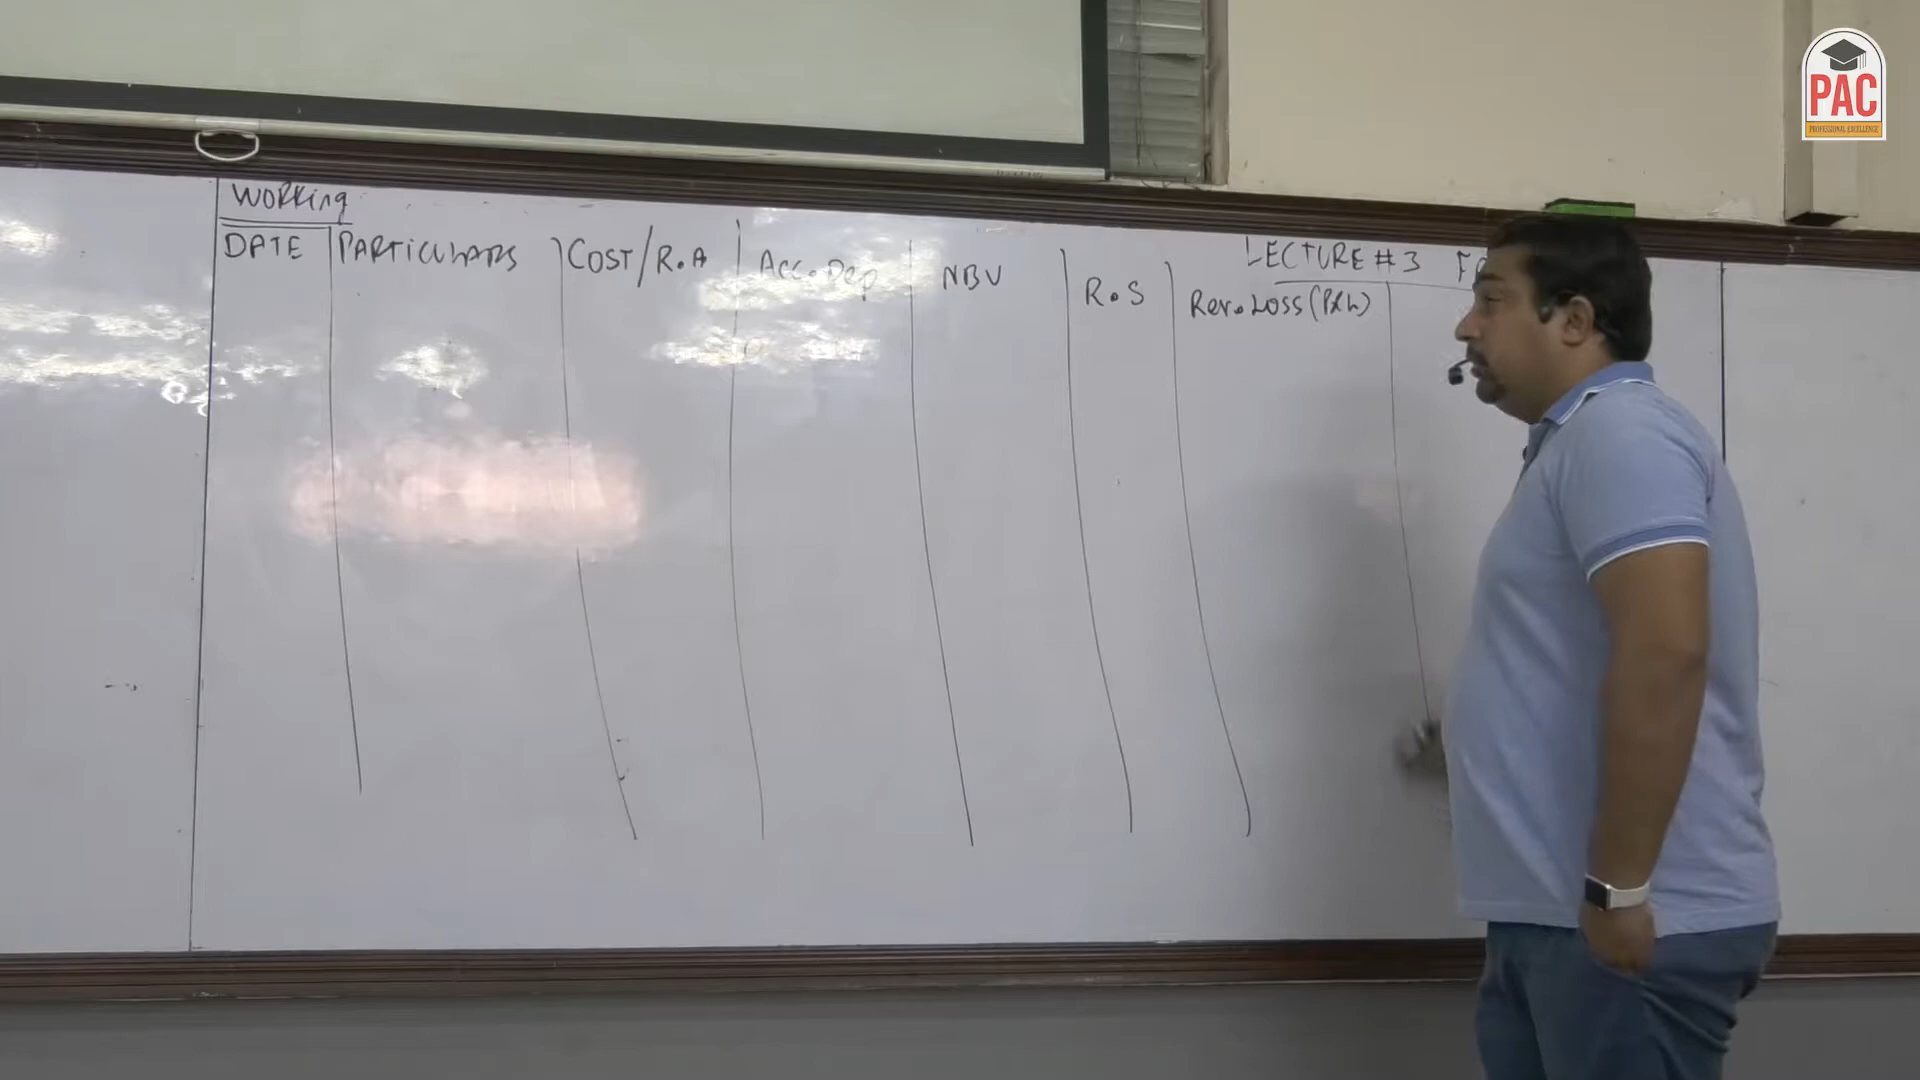 WORKing
DATE PARTICULARS COST/R.A Acc.Dep NBV R.S Rev.Loss(P&L)
LECTURE #3
PAC
PROFESSIONAL EXCELLENCE